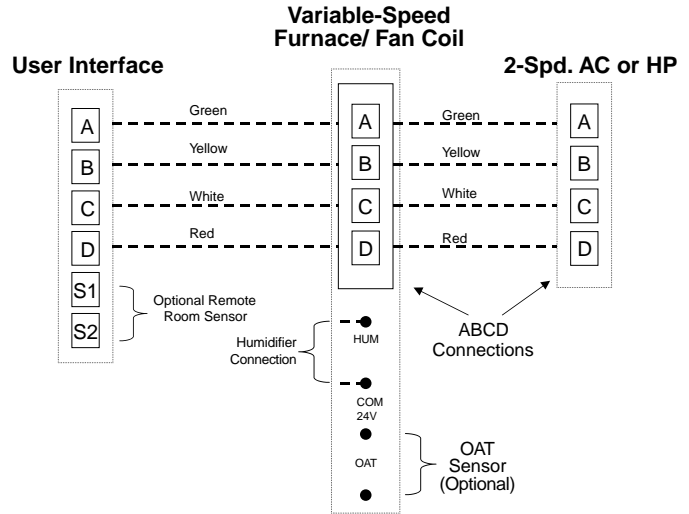 Variable-Speed
Furnace/ Fan Coil
User Interface
2-Spd. AC or HP
A
Green
A
Green
A
B
Yellow
B
Yellow
B
C
White
C
White
C
D
Red
D
Red
D
S1
S2
Optional Remote
Room Sensor
Humidifier
Connection
HUM
COM
24V
OAT
ABCD
Connections
OAT
Sensor
(Optional)